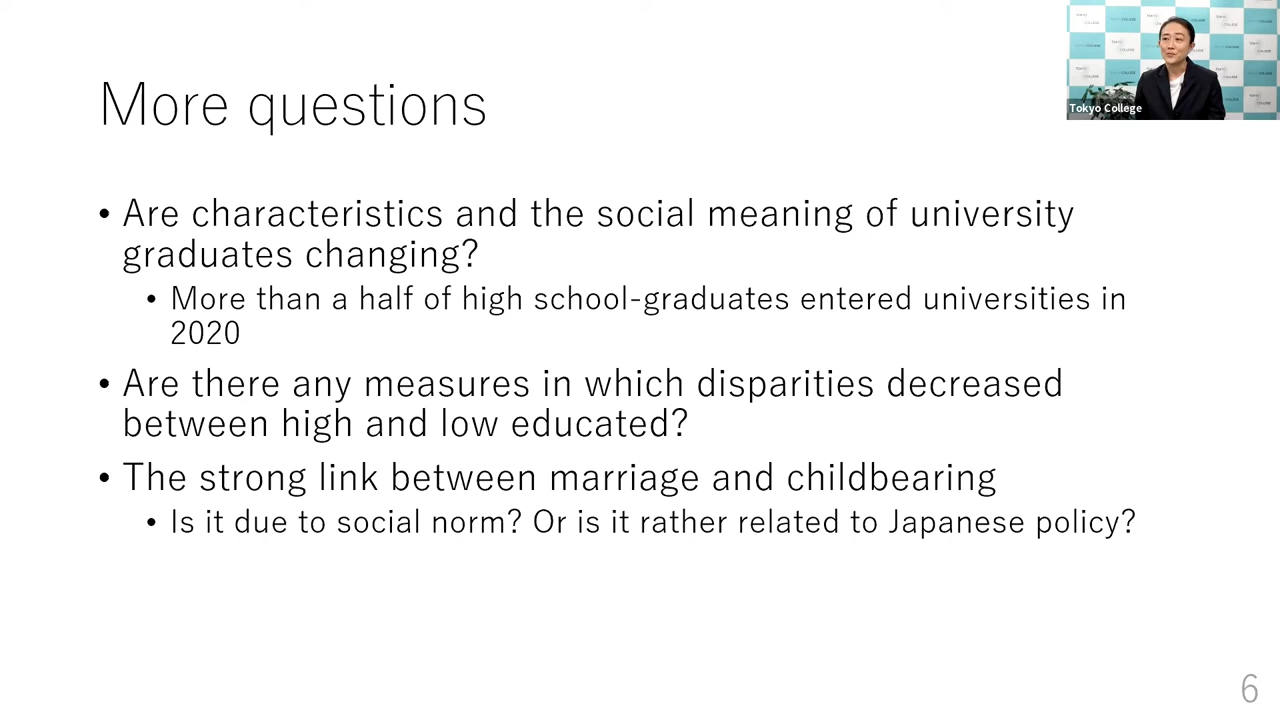 More questions
• Are characteristics and the social meaning of university
graduates changing?
• More than a half of high school-graduates entered universities in
2020
• Are there any measures in which disparities decreased
between high and low educated?
• The strong link between marriage and childbearing
• Is it due to social norm? Or is it rather related to Japanese policy?
Tokyo College
6